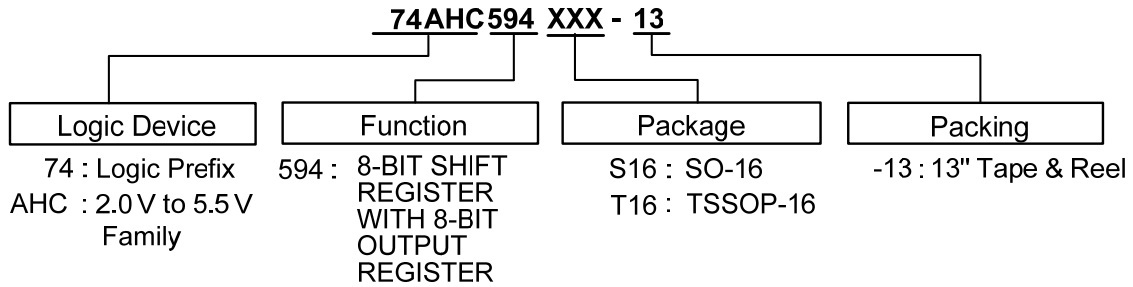 74AHC594 XXX - 13
Logic Device
74 : Logic Prefix
AHC : 2.0 V to 5.5 V
Family
Function
594 : 8-BIT SHIFT
REGISTER
WITH 8-BIT
OUTPUT
REGISTER
Package
S16 : SO-16
T16 : TSSOP-16
Packing
-13 : 13" Tape & Reel